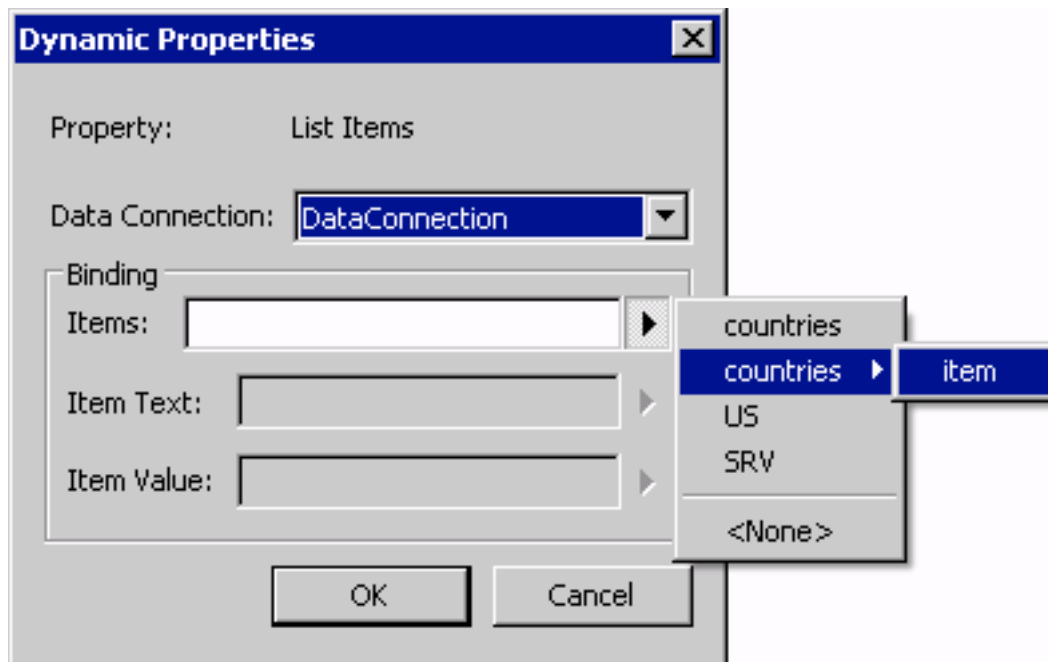 Dynamic Properties
Property: List Items
Data Connection: DataConnection
Binding
Items:
countries
countries item
US
SRV
<None>
Item Text:
Item Value:
OK Cancel